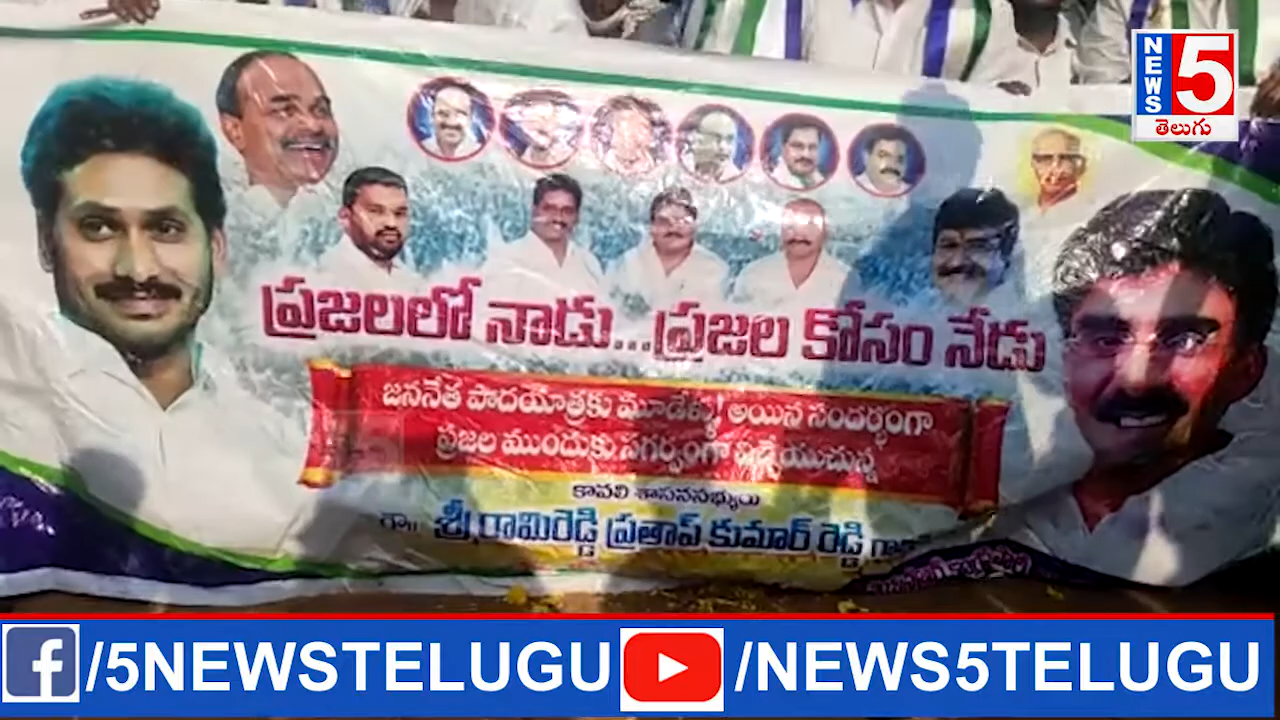 NEWS 5
తెలుగు
ప్రజలలో నాడు...ప్రజల కోసం నేడు
జననేత పాదయాత్రకు మూడేళ్లు అయిన సందర్భంగా
ప్రజల ముందుకు సగర్వంగా విచ్చేయుచున్న
కావలి శాసనసభ్యులు
గౌ॥ శ్రీ రామిరెడ్డి ప్రతాప్ కుమార్ రెడ్డి
/5NEWSTELUGU
/NEWS5TELUGU